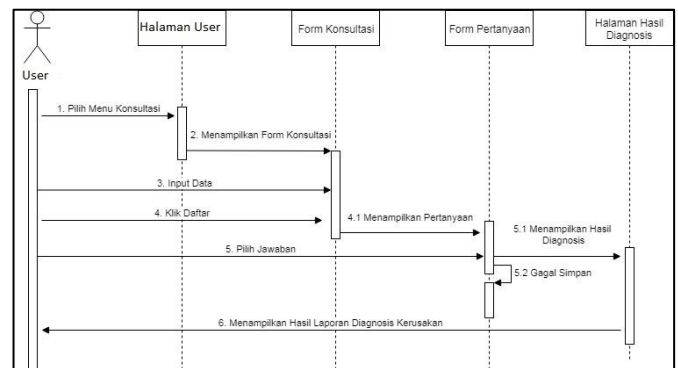 Halaman User
Form Konsultasi
Form Pertanyaan
Halaman Hasil
Diagnosis
User
1. Pilih Menu Konsultasi
2. Menampilkan Form Konsultasi
3. Input Data
4. Klik Daftar
4.1 Menampilkan Pertanyaan
5.1 Menampilkan Hasil
Diagnosis
5. Pilih Jawaban
5.2 Gagal Simpan
6. Menampilkan Hasil Laporan Diagnosis Kerusakan